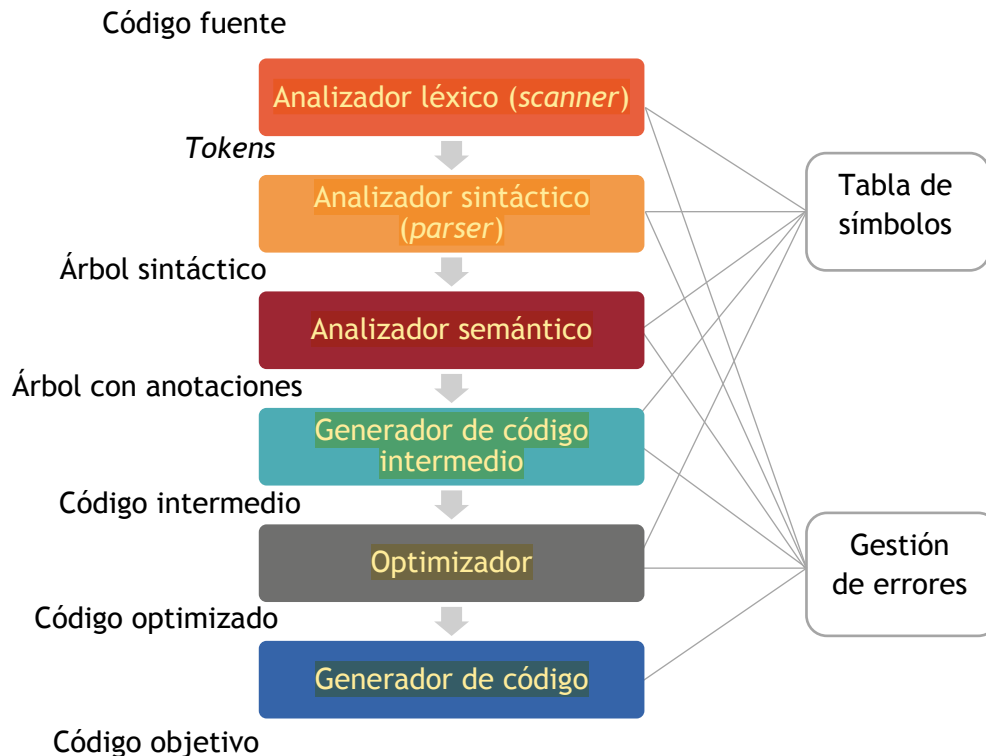 Código fuente
Analizador léxico (scanner)
Tokens
Analizador sintáctico
(parser)
Árbol sintáctico
Analizador semántico
Árbol con anotaciones
Generador de código
intermedio
Código intermedio
Optimizador
Código optimizado
Generador de código
Código objetivo
Tabla de
símbolos
Gestión
de errores